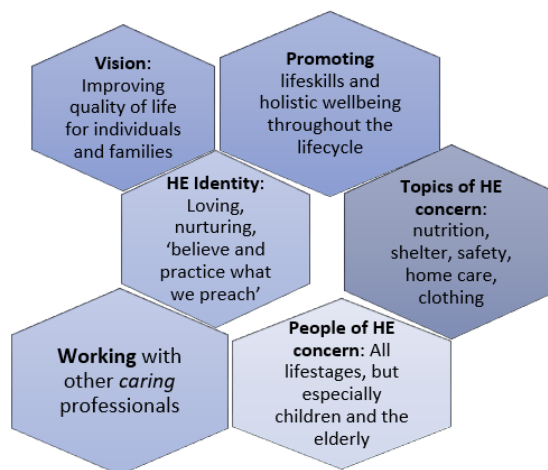 Vision:
Improving
quality of life
for individuals
and families
Promoting
lifeskills and
holistic wellbeing
throughout the
lifecycle
HE Identity:
Loving,
nurturing,
‘believe and
practice what
we preach’
Topics of HE
concern:
nutrition,
shelter, safety,
home care,
clothing
Working with
other caring
professionals
People of HE
concern: All
lifestages, but
especially
children and the
elderly